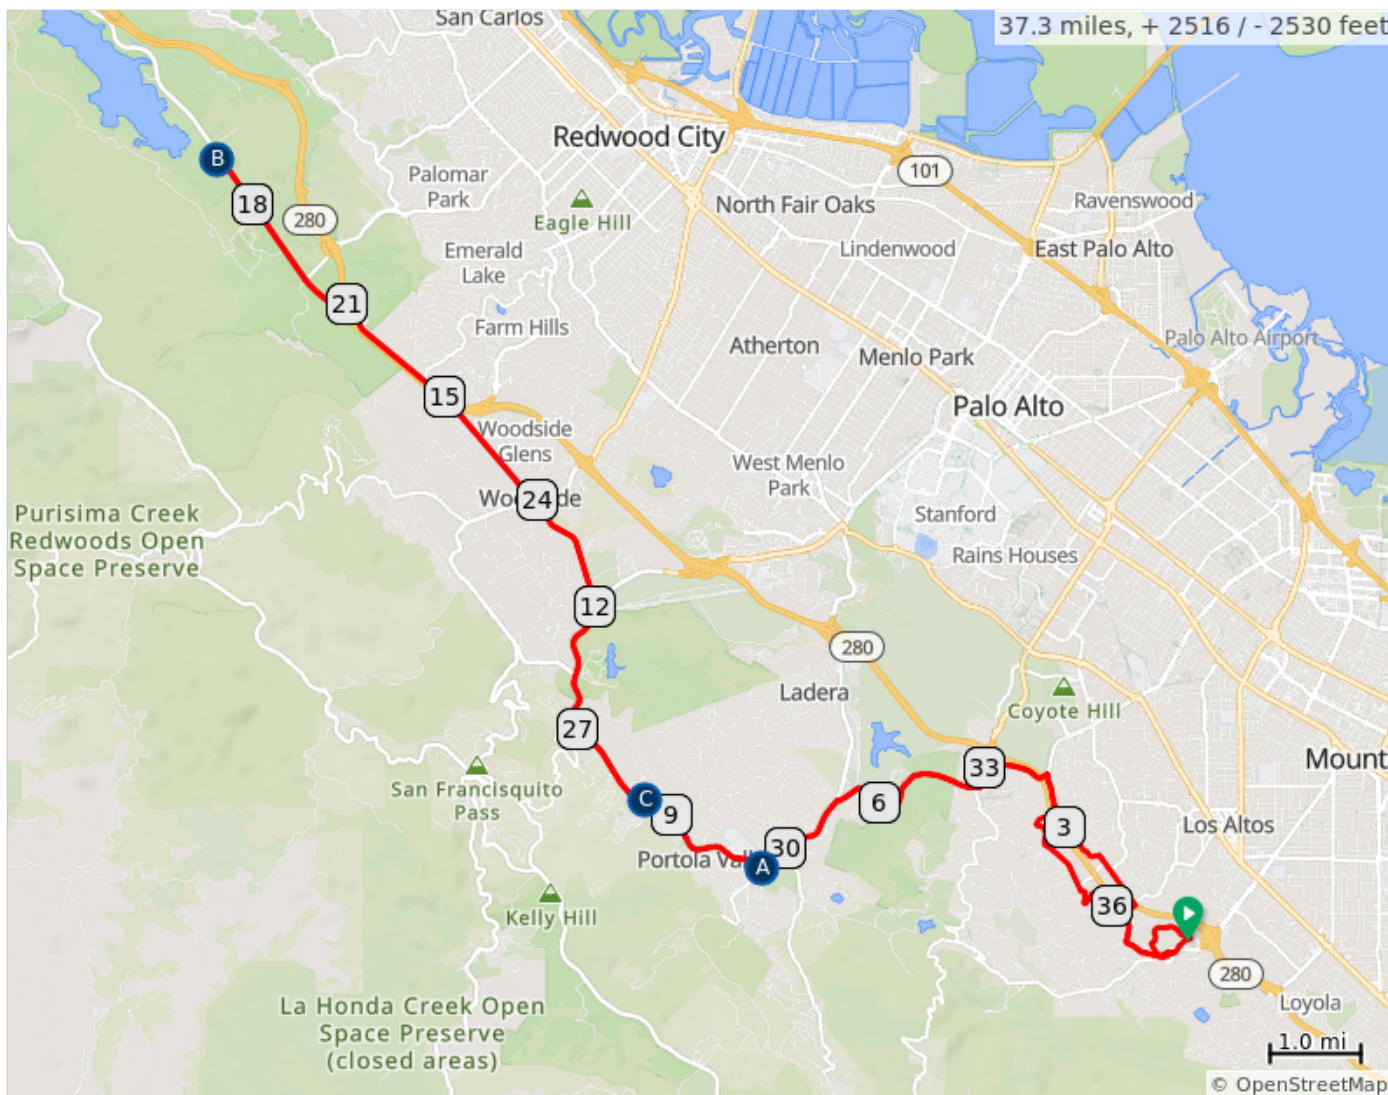 San Carlos
37.3 miles, + 2516 / - 2530 feet
Redwood City
B
101
Palomar
Park
18
280
Eagle Hill
North Fair Oaks
Ravenswood
Emerald
Lake
Lindenwood
East Palo Alto
21
Farm Hills
Atherton
Menlo Park
Palo Alto Airport
15
Palo Alto
Woodside
Glens
West Menlo
Park
24
Purisima Creek
Redwoods Open
Space Preserve
Stanford
Rains Houses
12
280
Ladera
Coyote Hill
27
San Francisquito
Pass
33
Mount
C
9
6
3
Los Altos
30
A
Kelly Hill
36
280
Loyola
La Honda Creek Open
Space Preserve
(closed areas)
1.0 mi
© OpenStreetMap